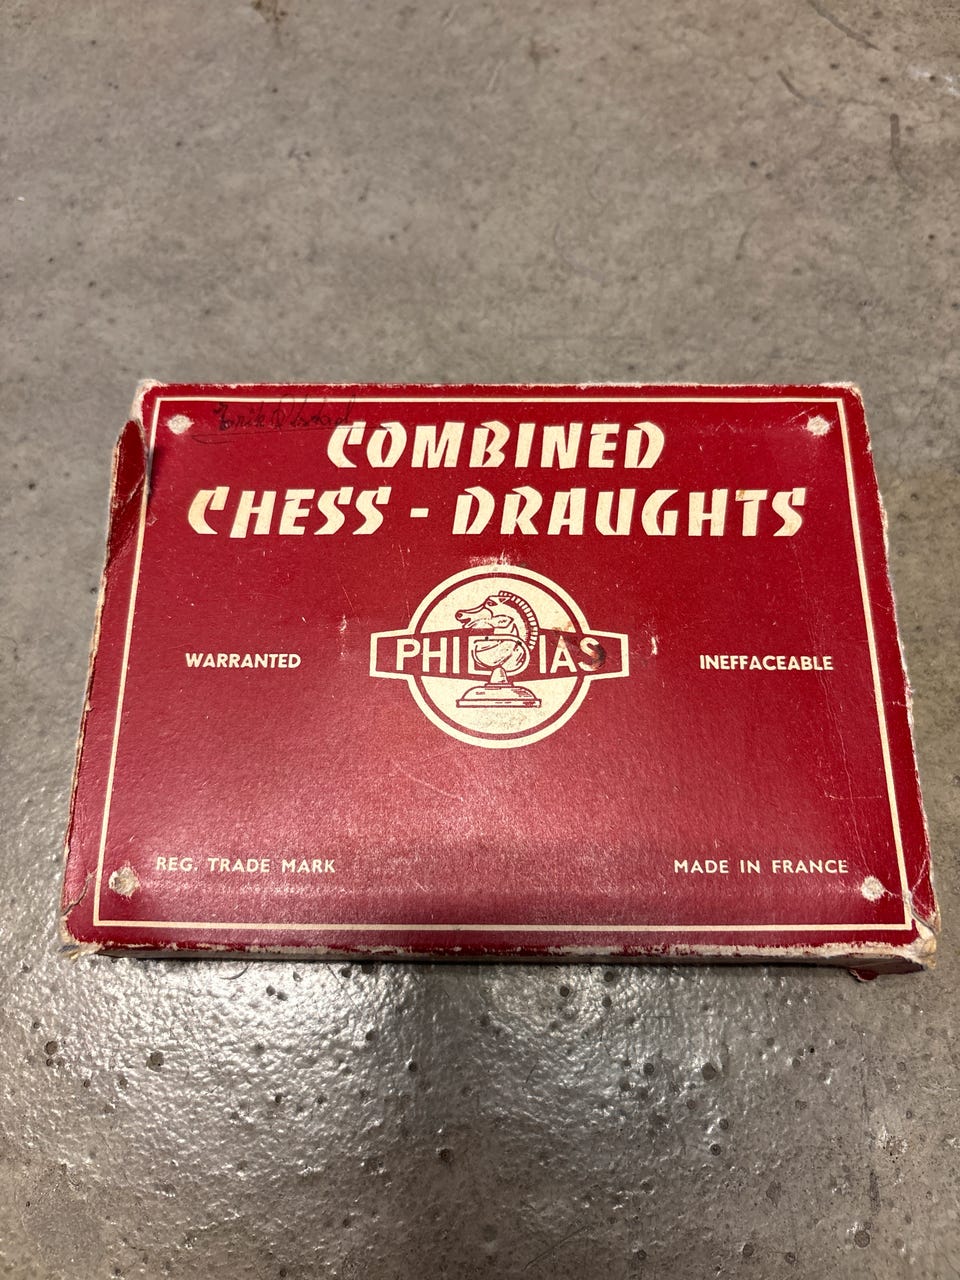 COMBINED
CHESS - DRAUGHTS
PHIDIAS
WARRANTED
INEFFACEABLE
REG. TRADE MARK
MADE IN FRANCE